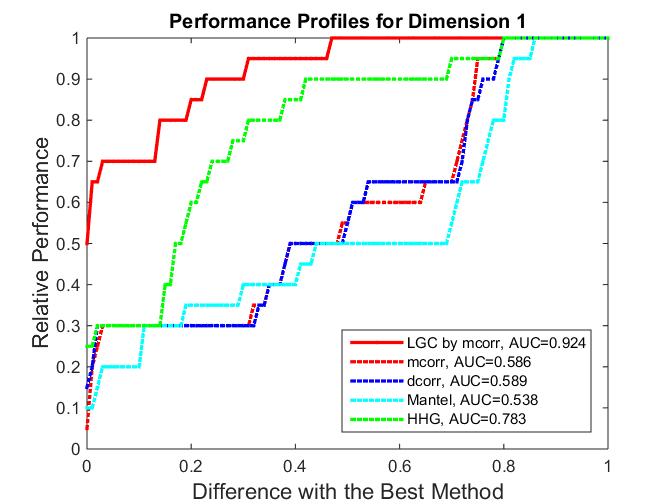 Performance Profiles for Dimension 1
Relative Performance
1
0.9
0.8
0.7
0.6
0.5
0.4
0.3
0.2
0.1
0
LGC by mcorr, AUC=0.924
mcorr, AUC=0.586
dcorr, AUC=0.589
Mantel, AUC=0.538
HHG, AUC=0.783
0 0.2 0.4 0.6 0.8 1
Difference with the Best Method